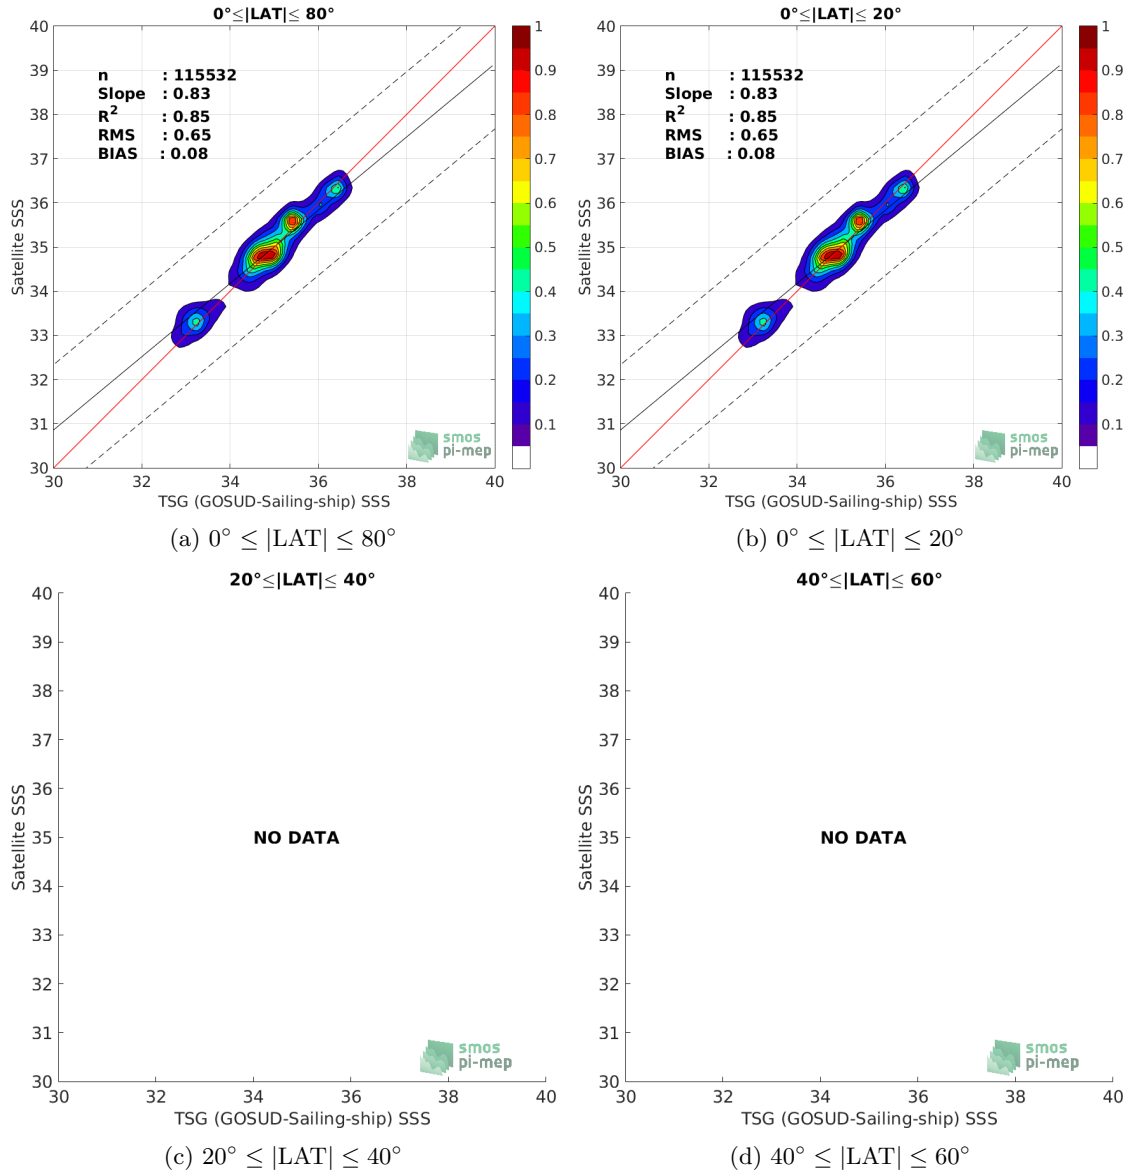 0°≤|LAT|≤ 80°
40
39
38
37
36
35
34
33
32
31
30
Satellite SSS
n : 115532
Slope : 0.83
R² : 0.85
RMS : 0.65
BIAS : 0.08
smos
pi-mep
30 32 34 36 38 40
TSG (GOSUD-Sailing-ship) SSS
1
0.9
0.8
0.7
0.6
0.5
0.4
0.3
0.2
0.1
(a) 0° ≤ |LAT| ≤ 80°
0°≤|LAT|≤ 20°
40
39
38
37
36
35
34
33
32
31
30
Satellite SSS
n : 115532
Slope : 0.83
R² : 0.85
RMS : 0.65
BIAS : 0.08
smos
pi-mep
30 32 34 36 38 40
TSG (GOSUD-Sailing-ship) SSS
1
0.9
0.8
0.7
0.6
0.5
0.4
0.3
0.2
0.1
(b) 0° ≤ |LAT| ≤ 20°
20°≤|LAT|≤ 40°
40
39
38
37
36
35
34
33
32
31
30
Satellite SSS
NO DATA
smos
pi-mep
30 32 34 36 38 40
TSG (GOSUD-Sailing-ship) SSS
(c) 20° ≤ |LAT| ≤ 40°
40°≤|LAT|≤ 60°
40
39
38
37
36
35
34
33
32
31
30
Satellite SSS
NO DATA
smos
pi-mep
30 32 34 36 38 40
TSG (GOSUD-Sailing-ship) SSS
(d) 40° ≤ |LAT| ≤ 60°